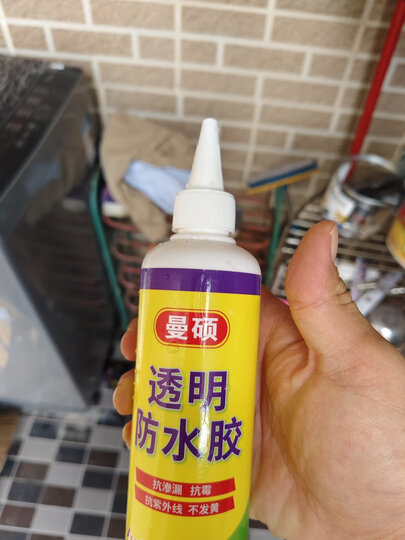 曼硕
透明
防水胶
抗渗漏 抗霉
抗紫外线 不发黄